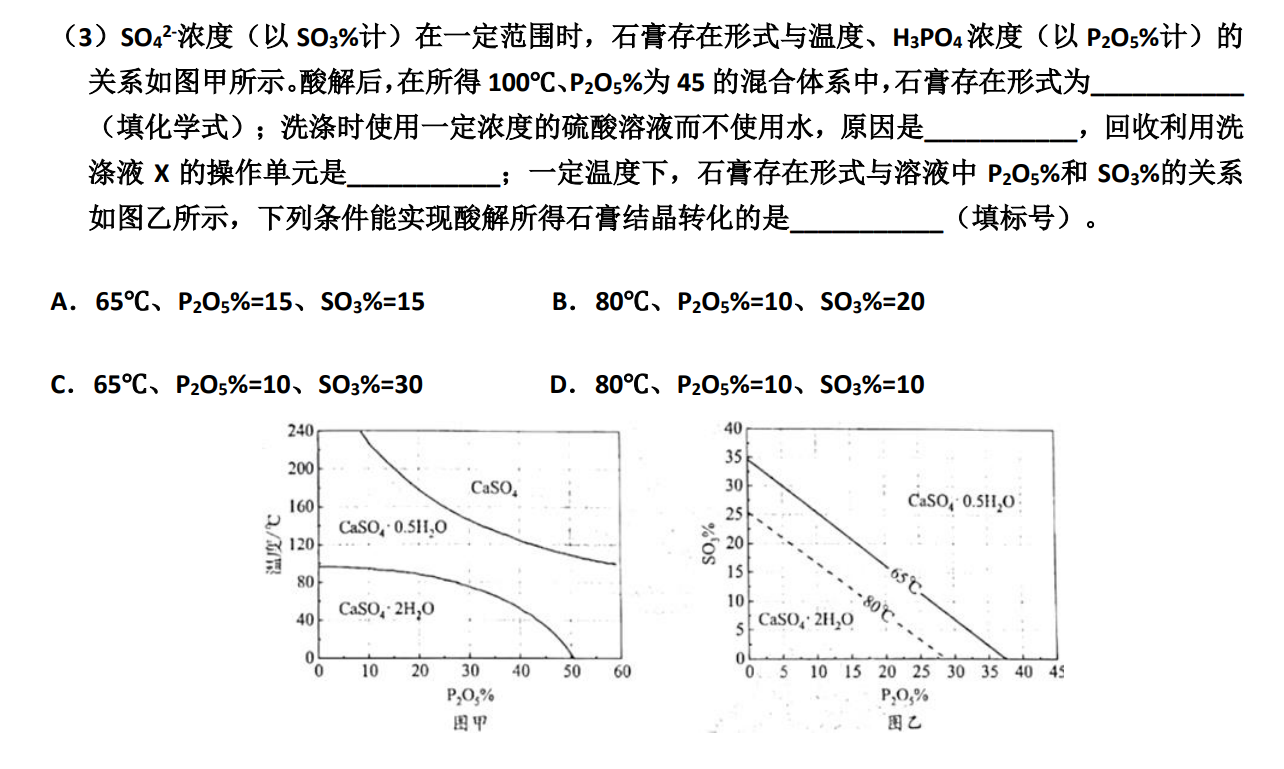 （3）SO₄²⁻浓度（以 SO₃%计）在一定范围时，石膏存在形式与温度、H₃PO₄ 浓度（以 P₂O₅%计）的
关系如图甲所示。酸解后，在所得 100℃、P₂O₅%为 45 的混合体系中，石膏存在形式为___________
（填化学式）；洗涤时使用一定浓度的硫酸溶液而不使用水，原因是___________，回收利用洗
涤液 X 的操作单元是___________；一定温度下，石膏存在形式与溶液中 P₂O₅%和 SO₃%的关系
如图乙所示，下列条件能实现酸解所得石膏结晶转化的是___________（填标号）。
A．65℃、P₂O₅%=15、SO₃%=15 B．80℃、P₂O₅%=10、SO₃%=20
C．65℃、P₂O₅%=10、SO₃%=30 D．80℃、P₂O₅%=10、SO₃%=10
温度/℃
240
200
160
120
80
40
0
CaSO₄
CaSO₄·0.5H₂O
CaSO₄·2H₂O
0 10 20 30 40 50 60
P₂O₅%
图甲
SO₃%
40
35
30
25
20
15
10
5
0
CaSO₄·0.5H₂O
65℃
80℃
CaSO₄·2H₂O
0 5 10 15 20 25 30 35 40 45
P₂O₅%
图乙